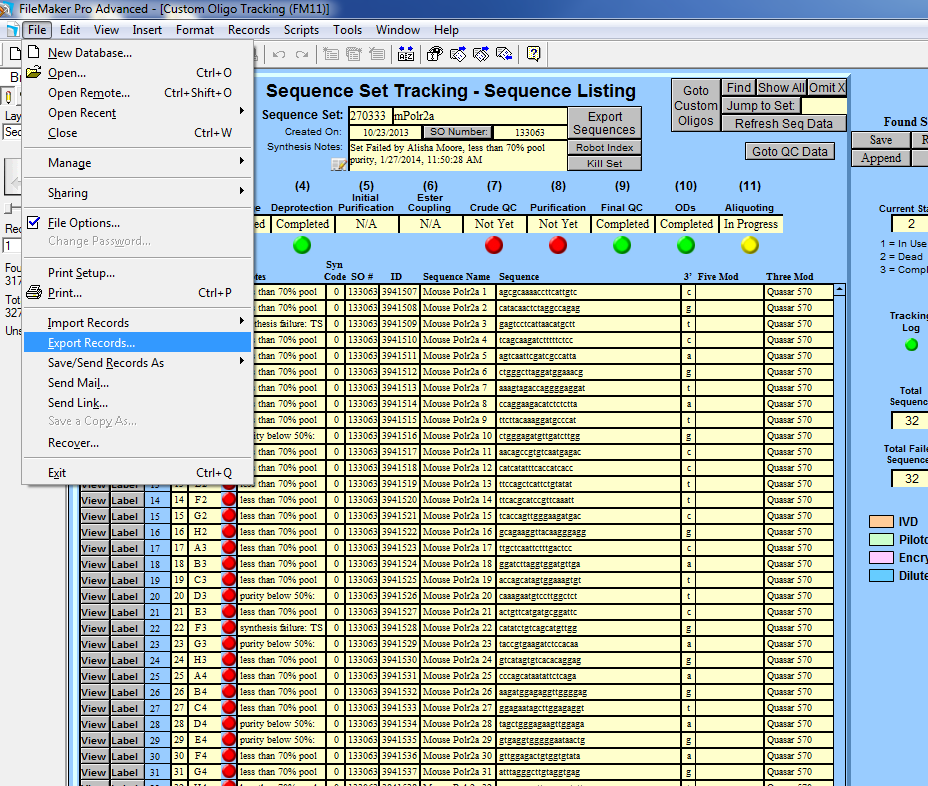 FileMaker Pro Advanced - [Custom Oligo Tracking (FM11)]
File Edit View Insert Format Records Scripts Tools Window Help
New Database...
Open... Ctrl+O
Open Remote... Ctrl+Shift+O
Open Recent
Close Ctrl+W
Manage
Sharing
File Options...
Change Password...
Print Setup...
Print... Ctrl+P
Import Records
Export Records...
Save/Send Records As
Send Mail...
Send Link...
Save a Copy As...
Recover...
Exit Ctrl+Q
Sequence Set Tracking - Sequence Listing
Sequence Set: 270333 mPolr2a
Created On: 10/23/2013 SO Number: 133063
Synthesis Notes: Set Failed by Alisha Moore, less than 70% pool
purity, 1/27/2014, 11:50:28 AM
Export
Sequences
Robot Index
Kill Set
Goto
Custom
Oligos
Find Show All Omit X
Jump to Set:
Refresh Seq Data
Goto QC Data
Found S
Save
Append
(4) (5) (6) (7) (8) (9) (10) (11)
Deprotection Initial Purification Ester Coupling Crude QC Purification Final QC ODs Aliquoting
Completed N/A N/A Not Yet Not Yet Completed Completed In Progress
Current Sta
2
1 = In Use
2 = Dead
3 = Compl
Tracking
Log
Total
Sequenc
32
Total Faile
Sequence
32
IVD
Piloto
Encry
Dilute
Syn
Code SO # ID Sequence Name Sequence 3' Five Mod Three Mod
than 70% pool 0 133063 3941507 Mouse Polr2a 1 agcgcaaaaccttcattgtc c Quasar 570
than 70% pool 0 133063 3941508 Mouse Polr2a 2 catacaactctaggccagag g Quasar 570
thesis failure: TS 0 133063 3941509 Mouse Polr2a 3 gagtcctcattaacatgctt t Quasar 570
than 70% pool 0 133063 3941510 Mouse Polr2a 4 tcagcaagatctttttctcc c Quasar 570
than 70% pool 0 133063 3941511 Mouse Polr2a 5 agtcaattcgatcgccatta a Quasar 570
than 70% pool 0 133063 3941512 Mouse Polr2a 6 ctgggcttaggatggaaacg g Quasar 570
than 70% pool 0 133063 3941513 Mouse Polr2a 7 aaagtagaccaggggaggat t Quasar 570
than 70% pool 0 133063 3941514 Mouse Polr2a 8 ccaggaagacatctctctta a Quasar 570
than 70% pool 0 133063 3941515 Mouse Polr2a 9 ttcttacaaaggatgcccat t Quasar 570
ity below 50%: 0 133063 3941516 Mouse Polr2a 10 ctgggagatgttgatcttgg g Quasar 570
than 70% pool 0 133063 3941517 Mouse Polr2a 11 aacagccgtgtcaatgagac c Quasar 570
than 70% pool 0 133063 3941518 Mouse Polr2a 12 catcatatttcaccatcacc c Quasar 570
less than 70% pool 0 133063 3941519 Mouse Polr2a 13 ttccagctcattctgtatat t Quasar 570
View Label 14 14 F2 less than 70% pool 0 133063 3941520 Mouse Polr2a 14 ttcacgcatccgttcaaatt t Quasar 570
View Label 15 15 G2 less than 70% pool 0 133063 3941521 Mouse Polr2a 15 tcaccagttgggaagatgac c Quasar 570
View Label 16 16 H2 less than 70% pool 0 133063 3941522 Mouse Polr2a 16 gcagaaggttacaagggagg g Quasar 570
View Label 17 17 A3 less than 70% pool 0 133063 3941523 Mouse Polr2a 17 ttgctcaattctttgactcc c Quasar 570
View Label 18 18 B3 less than 70% pool 0 133063 3941524 Mouse Polr2a 18 ggatcttaggtggatgttga a Quasar 570
View Label 19 19 C3 less than 70% pool 0 133063 3941525 Mouse Polr2a 19 accagcatagtggaaagtgt t Quasar 570
View Label 20 20 D3 purity below 50%: 0 133063 3941526 Mouse Polr2a 20 caaagaatgtccttggctct t Quasar 570
View Label 21 21 E3 less than 70% pool 0 133063 3941527 Mouse Polr2a 21 actgttcatgatgcggattc c Quasar 570
View Label 22 22 F3 synthesis failure: TS 0 133063 3941528 Mouse Polr2a 22 catatctgtcagcatgttgg g Quasar 570
View Label 23 23 G3 purity below 50%: 0 133063 3941529 Mouse Polr2a 23 taccgtgaagatctccacaa a Quasar 570
View Label 24 24 H3 less than 70% pool 0 133063 3941530 Mouse Polr2a 24 gtcatagtgtcacacaggag g Quasar 570
View Label 25 25 A4 less than 70% pool 0 133063 3941531 Mouse Polr2a 25 cccagcataatattctcaga a Quasar 570
View Label 26 26 B4 less than 70% pool 0 133063 3941532 Mouse Polr2a 26 aagatggagaggttggggag g Quasar 570
View Label 27 27 C4 less than 70% pool 0 133063 3941533 Mouse Polr2a 27 ggagaatagcttggagaggt t Quasar 570
View Label 28 28 D4 purity below 50%: 0 133063 3941534 Mouse Polr2a 28 tagctgggagaagttggaga a Quasar 570
View Label 29 29 E4 purity below 50%: 0 133063 3941535 Mouse Polr2a 29 gtgaggtgggggaataactg g Quasar 570
View Label 30 30 F4 less than 70% pool 0 133063 3941536 Mouse Polr2a 30 gttggagactgtggtgtata a Quasar 570
View Label 31 31 G4 less than 70% pool 0 133063 3941537 Mouse Polr2a 31 atttagggcttgtaggtgag g Quasar 570